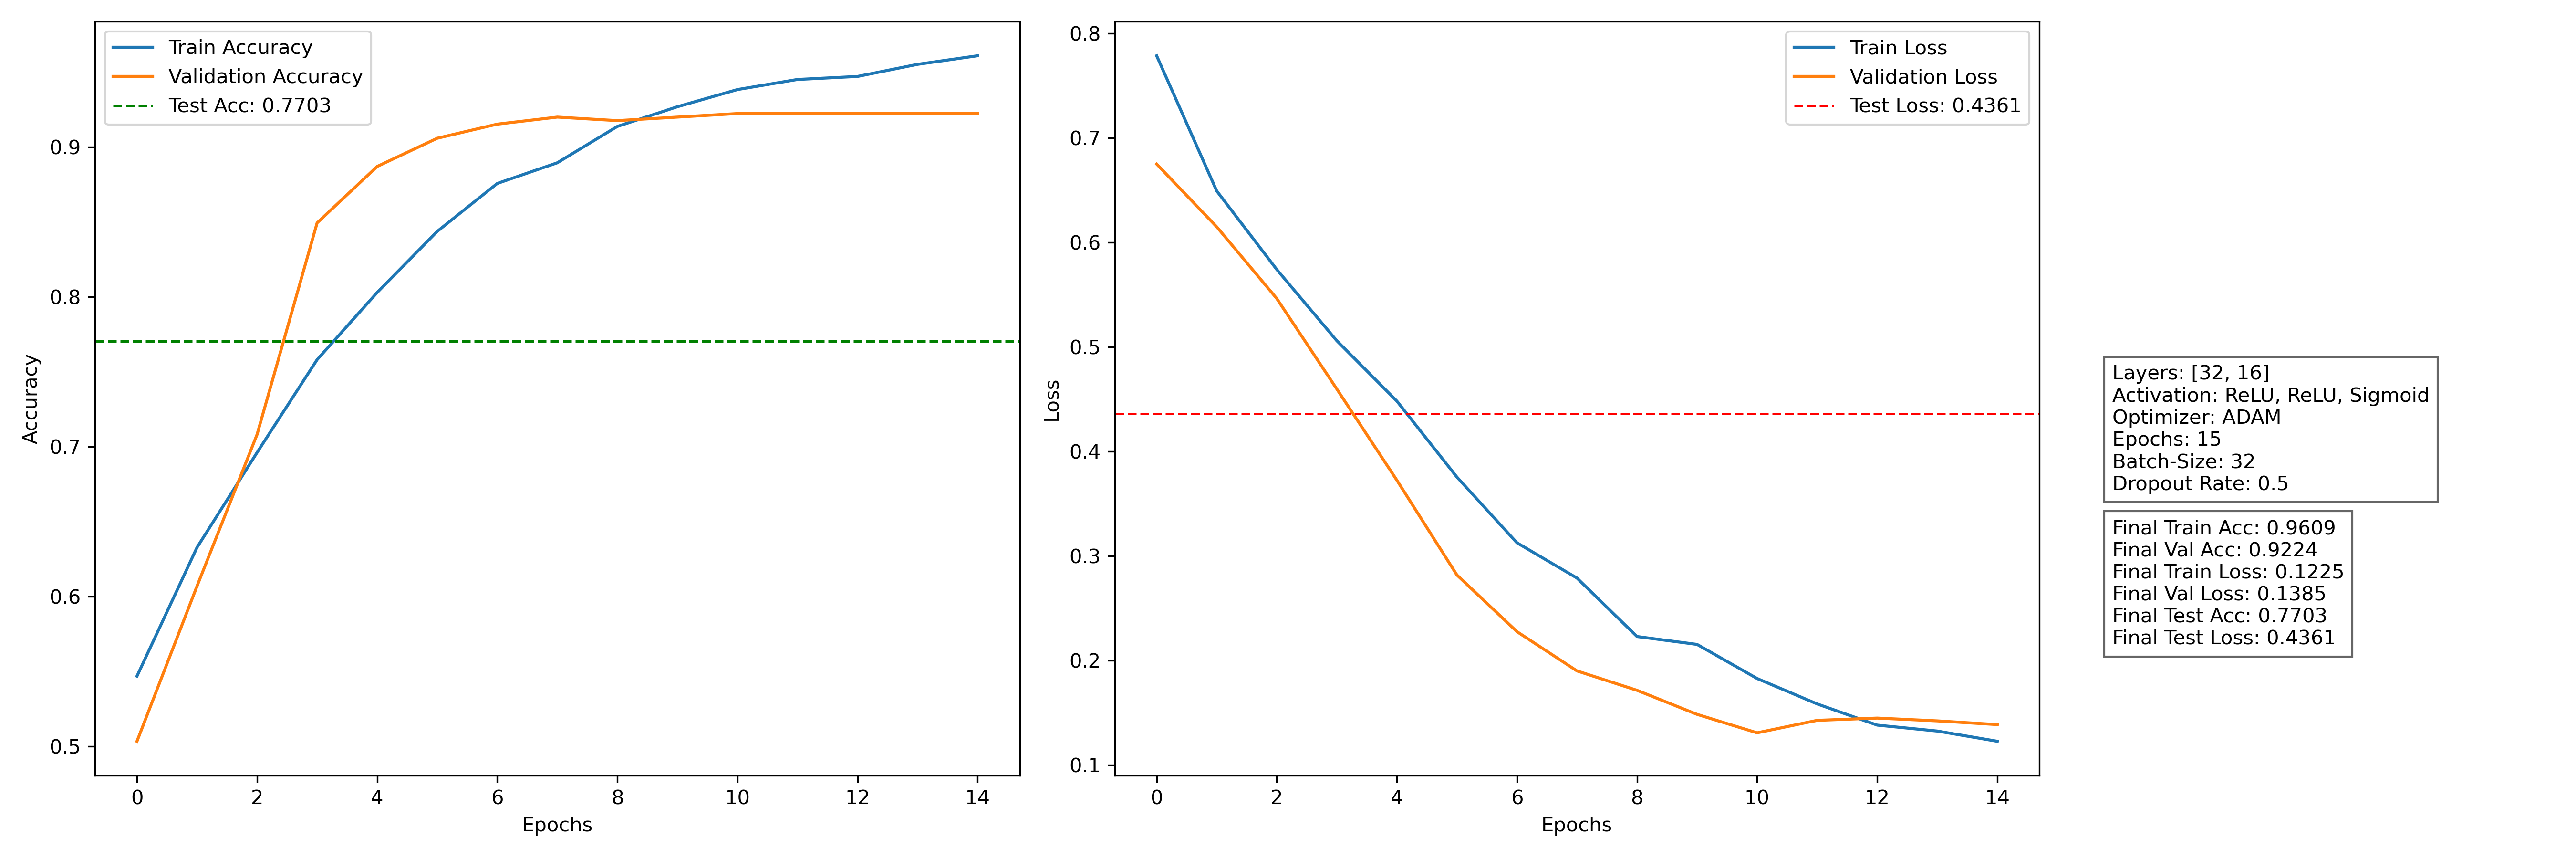 Train Accuracy
Validation Accuracy
Test Acc: 0.7703
0.9
0.8
0.7
0.6
0.5
Accuracy
0 2 4 6 8 10 12 14
Epochs
Train Loss
Validation Loss
Test Loss: 0.4361
0.8
0.7
0.6
0.5
0.4
0.3
0.2
0.1
Loss
0 2 4 6 8 10 12 14
Epochs
Layers: [32, 16]
Activation: ReLU, ReLU, Sigmoid
Optimizer: ADAM
Epochs: 15
Batch-Size: 32
Dropout Rate: 0.5
Final Train Acc: 0.9609
Final Val Acc: 0.9224
Final Train Loss: 0.1225
Final Val Loss: 0.1385
Final Test Acc: 0.7703
Final Test Loss: 0.4361